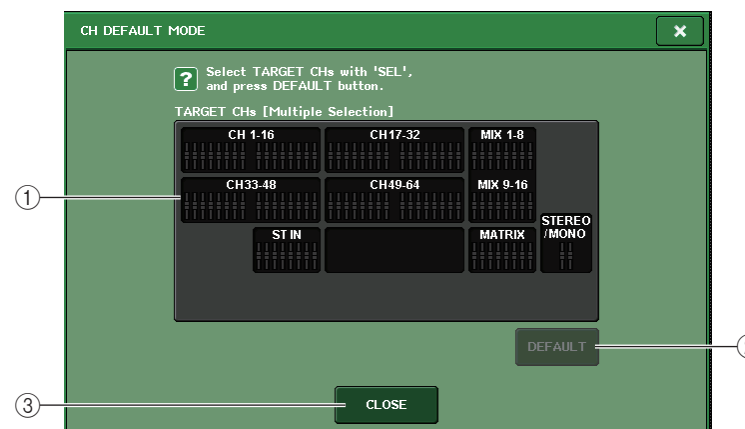 CH DEFAULT MODE
×
? Select TARGET CHs with 'SEL',
and press DEFAULT button.
TARGET CHs [Multiple Selection]
CH 1-16 CH17-32 MIX 1-8
① CH33-48 CH49-64 MIX 9-16
ST IN MATRIX STEREO
/MONO
DEFAULT
③ CLOSE